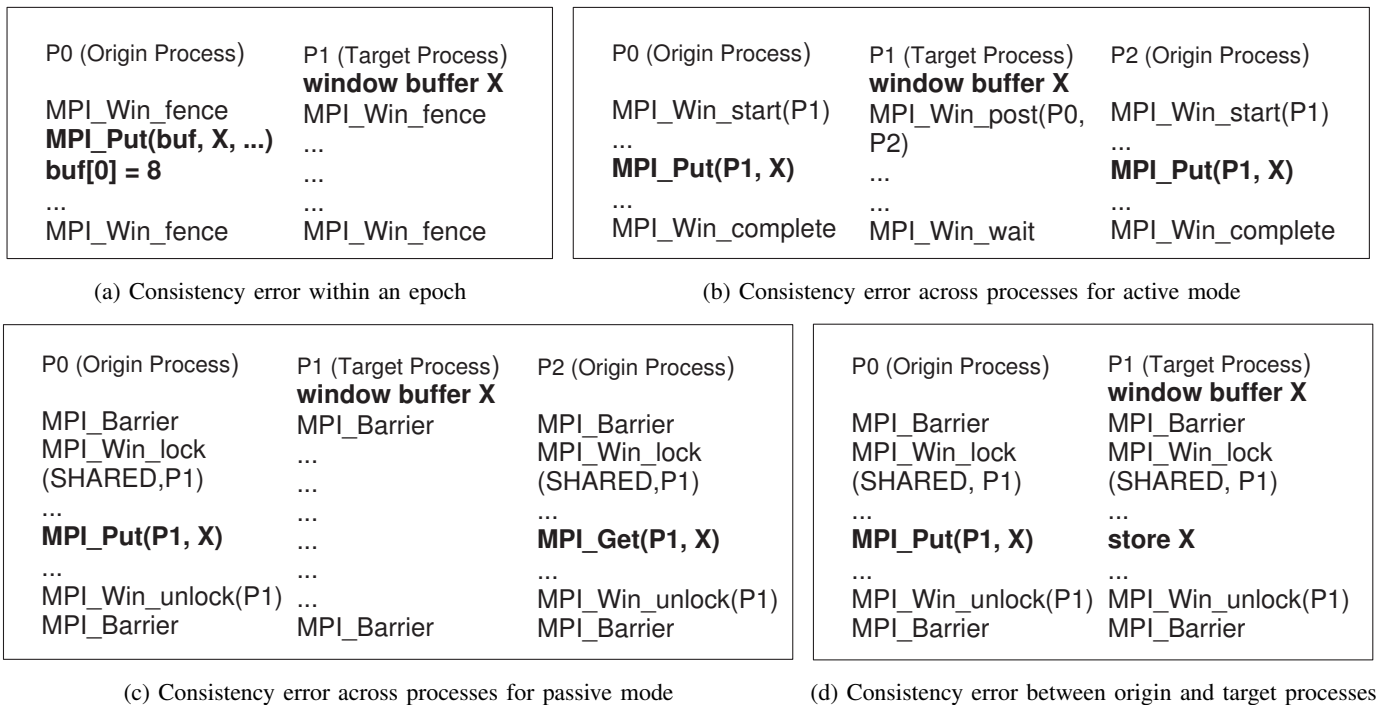 P0 (Origin Process)
MPI_Win_fence
MPI_Put(buf, X, ...)
buf[0] = 8
...
MPI_Win_fence
P1 (Target Process)
window buffer X
MPI_Win_fence
...
...
...
MPI_Win_fence
(a) Consistency error within an epoch
P0 (Origin Process)
MPI_Win_start(P1)
...
MPI_Put(P1, X)
...
MPI_Win_complete
P1 (Target Process)
window buffer X
MPI_Win_post(P0,
P2)
...
...
MPI_Win_wait
P2 (Origin Process)
MPI_Win_start(P1)
...
MPI_Put(P1, X)
...
MPI_Win_complete
(b) Consistency error across processes for active mode
P0 (Origin Process)
MPI_Barrier
MPI_Win_lock
(SHARED,P1)
...
MPI_Put(P1, X)
...
MPI_Win_unlock(P1)
MPI_Barrier
P1 (Target Process)
window buffer X
MPI_Barrier
...
...
...
...
...
...
MPI_Barrier
P2 (Origin Process)
MPI_Barrier
MPI_Win_lock
(SHARED,P1)
...
MPI_Get(P1, X)
...
MPI_Win_unlock(P1)
MPI_Barrier
(c) Consistency error across processes for passive mode
P0 (Origin Process)
MPI_Barrier
MPI_Win_lock
(SHARED, P1)
...
MPI_Put(P1, X)
...
MPI_Win_unlock(P1)
MPI_Barrier
P1 (Target Process)
window buffer X
MPI_Barrier
MPI_Win_lock
(SHARED, P1)
...
store X
...
MPI_Win_unlock(P1)
MPI_Barrier
(d) Consistency error between origin and target processes